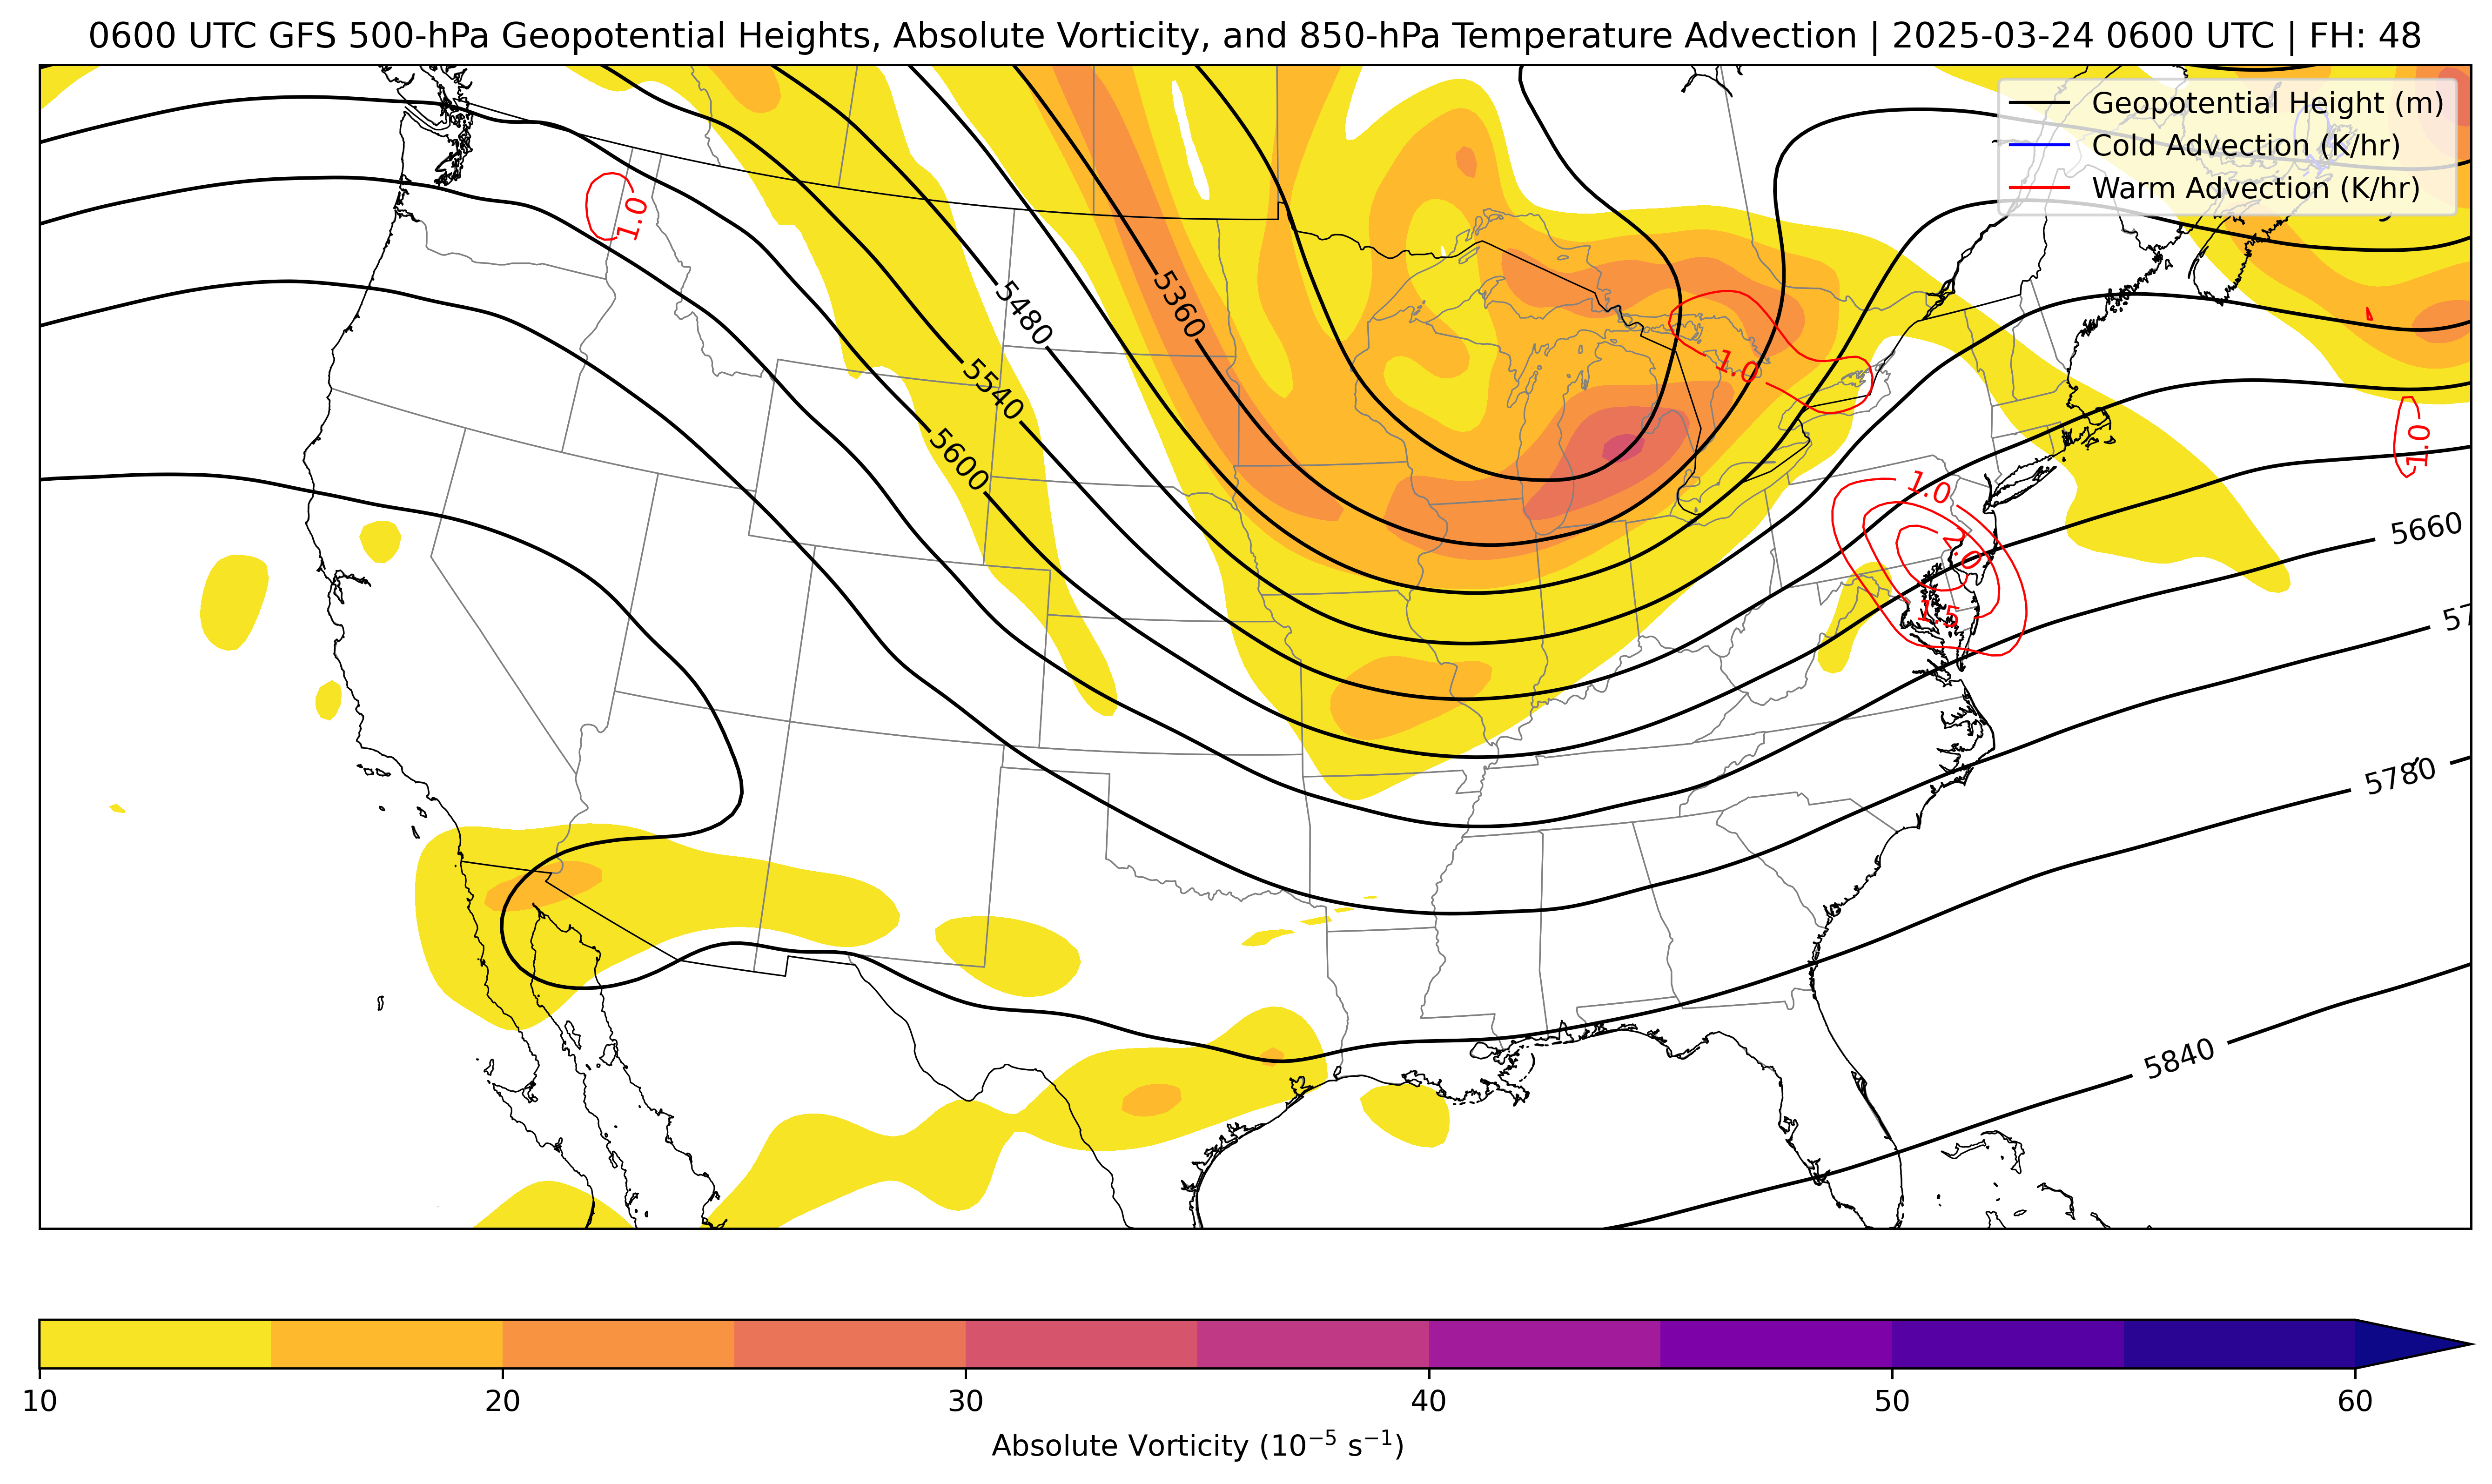 0600 UTC GFS 500-hPa Geopotential Heights, Absolute Vorticity, and 850-hPa Temperature Advection | 2025-03-24 0600 UTC | FH: 48
Geopotential Height (m)
Cold Advection (K/hr)
Warm Advection (K/hr)
1.0
5360
5480
1.0
5540
5600
1.0
1.0
2.0
5660
1.5
57
5780
5840
10 20 30 40 50 60
Absolute Vorticity (10⁻⁵ s⁻¹)